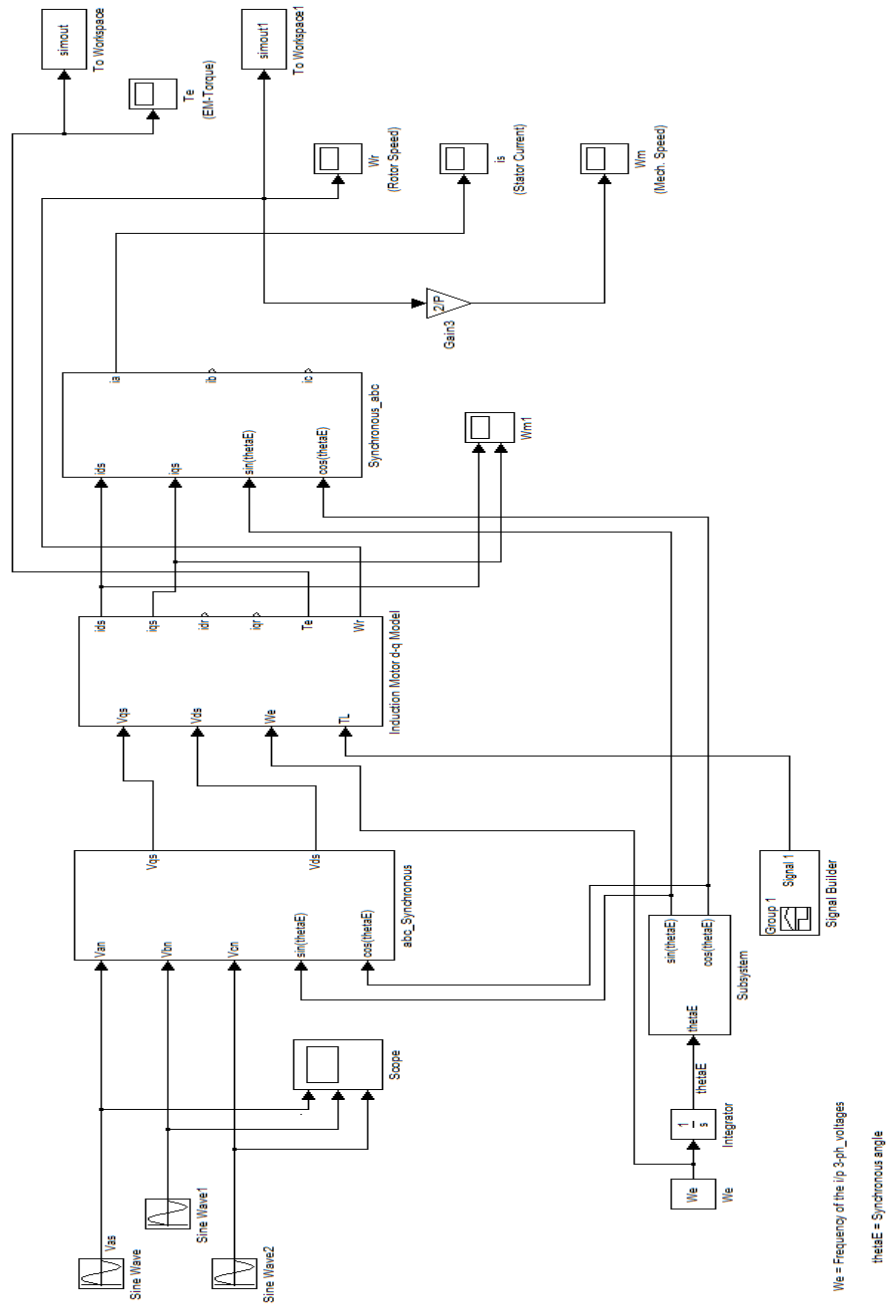 Vas
Sine Wave
Sine Wave1
Sine Wave2
Scope
We
We
1
s
Integrator
thetaE
thetaE
sin(thetaE)
cos(thetaE)
Subsystem
Group 1
Signal 1
Signal Builder
Van
Vbn
Vcn
sin(thetaE)
cos(thetaE)
Vqs
Vds
abc_Synchronous
Vqs
Vds
We
TL
ids
iqs
idr
iqr
Te
Wr
Induction Motor d-q Model
ids
iqs
sin(thetaE)
cos(thetaE)
ia
ib
ic
Synchronous_abc
Wm1
2/P
Gain3
simout
To Workspace
Te
(EM-Torque)
simout1
To Workspace1
Wr
(Rotor Speed)
is
(Stator Current)
Wm
(Mech. Speed)
We = Frequency of the i/p 3-ph_voltages
thetaE = Synchronous angle